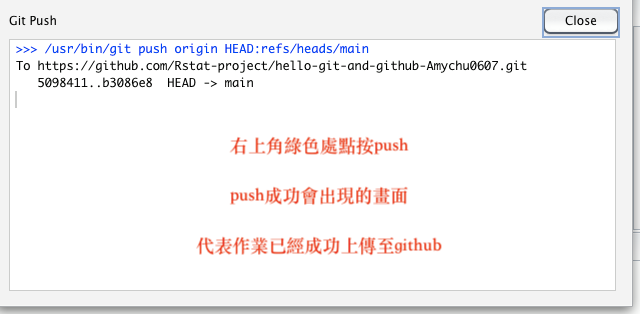 Git Push
Close
>>> /usr/bin/git push origin HEAD:refs/heads/main
To https://github.com/Rstat-project/hello-git-and-github-Amychu0607.git
5098411..b3086e8  HEAD -> main
右上角綠色處點按push
push成功會出現的畫面
代表作業已經成功上傳至github